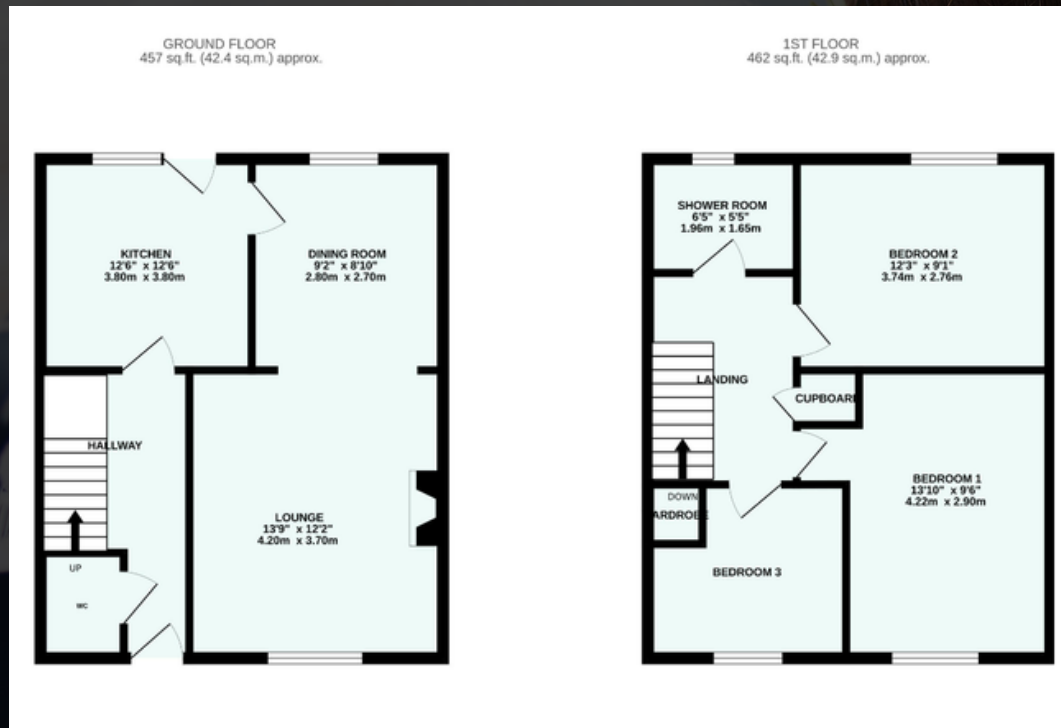 GROUND FLOOR
457 sq.ft. (42.4 sq.m.) approx.
1ST FLOOR
462 sq.ft. (42.9 sq.m.) approx.
KITCHEN
12'6" x 12'6"
3.80m x 3.80m
DINING ROOM
9'2" x 8'10"
2.80m x 2.70m
HALLWAY
LOUNGE
13'9" x 12'2"
4.20m x 3.70m
UP
WC
SHOWER ROOM
6'5" x 5'5"
1.96m x 1.65m
BEDROOM 2
12'3" x 9'1"
3.74m x 2.76m
LANDING
CUPBOARD
BEDROOM 1
13'10" x 9'6"
4.22m x 2.90m
DOWN
ARDROBE
BEDROOM 3